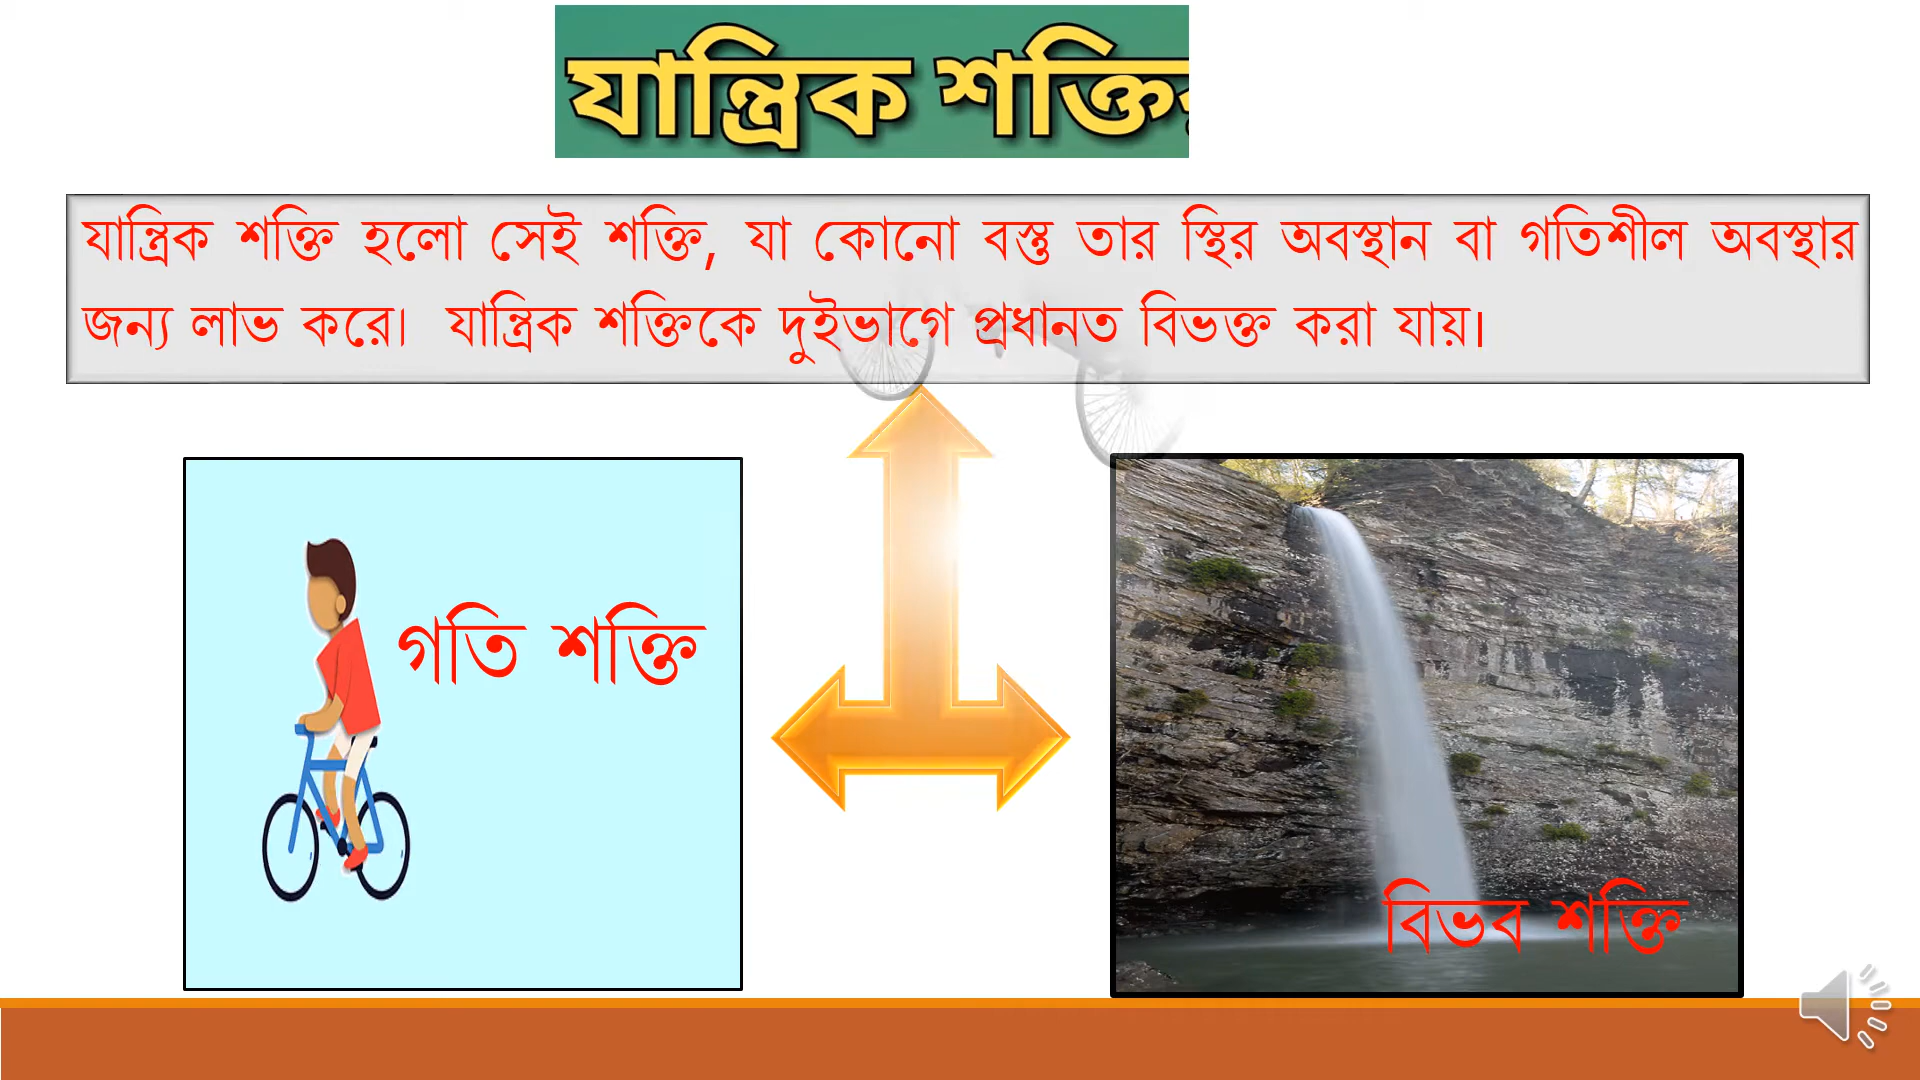 যান্ত্রিক শক্তি
যান্ত্রিক শক্তি হলো সেই শক্তি, যা কোনো বস্তু তার স্থির অবস্থান বা গতিশীল অবস্থার
জন্য লাভ করে। যান্ত্রিক শক্তিকে দুইভাগে প্রধানত বিভক্ত করা যায়।
গতি শক্তি
বিভব শক্তি